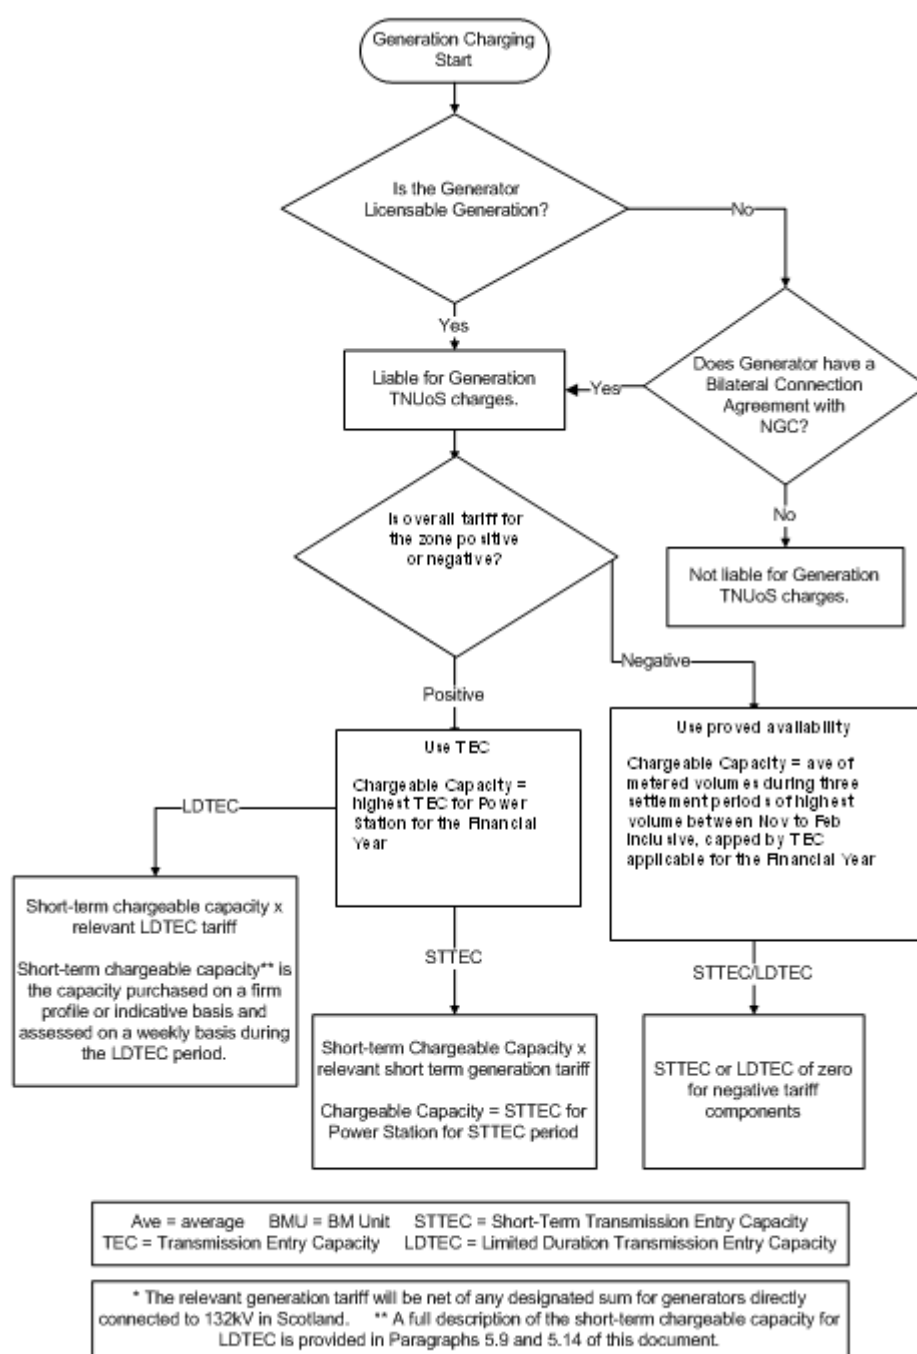 Generation Charging
Start
Is the Generator
Licensable Generation?
No
Yes
Does Generator have a
Bilateral Connection
Agreement with
NGC?
Yes
Liable for Generation
TNUoS charges.
No
Not liable for Generation
TNUoS charges.
Is overall tariff for
the zone positive
or negative?
Negative
Positive
Use proved availability
Chargeable Capacity = ave of
metered volumes during three
settlement periods of highest
volume between Nov to Feb
inclusive, capped by TEC
applicable for the Financial Year
Use TEC
Chargeable Capacity =
highest TEC for Power
Station for the Financial
Year
LDTEC
Short-term chargeable capacity x
relevant LDTEC tariff
Short-term chargeable capacity** is
the capacity purchased on a firm
profile or indicative basis and
assessed on a weekly basis during
the LDTEC period.
STTEC
Short-term Chargeable Capacity x
relevant short term generation tariff
Chargeable Capacity = STTEC for
Power Station for STTEC period
STTEC/LDTEC
STTEC or LDTEC of zero
for negative tariff
components
Ave = average BMU = BM Unit STTEC = Short-Term Transmission Entry Capacity
TEC = Transmission Entry Capacity LDTEC = Limited Duration Transmission Entry Capacity
* The relevant generation tariff will be net of any designated sum for generators directly
connected to 132kV in Scotland. ** A full description of the short-term chargeable capacity for
LDTEC is provided in Paragraphs 5.9 and 5.14 of this document.